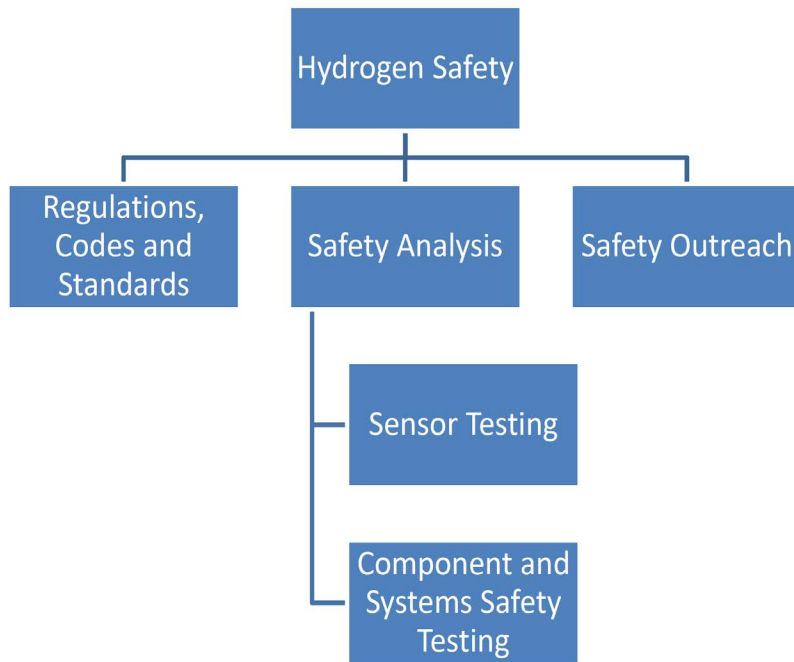 Hydrogen Safety
Regulations,
Codes and
Standards
Safety Analysis
Safety Outreach
Sensor Testing
Component and
Systems Safety
Testing